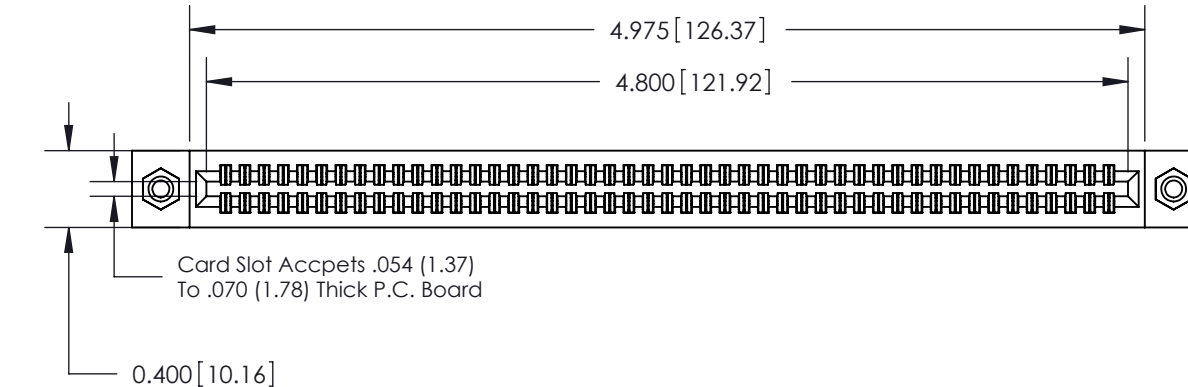 4.975[126.37]
4.800[121.92]
Card Slot Accpets .054 (1.37)
To .070 (1.78) Thick P.C. Board
0.400[10.16]